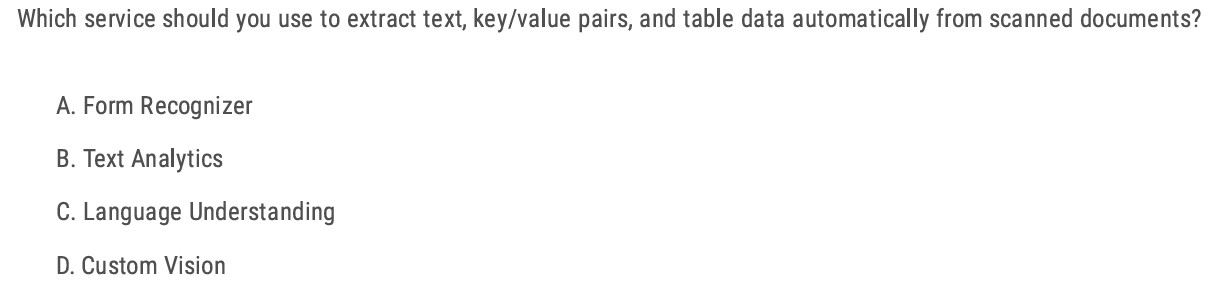 Which service should you use to extract text, key/value pairs, and table data automatically from scanned documents?
A. Form Recognizer
B. Text Analytics
C. Language Understanding
D. Custom Vision